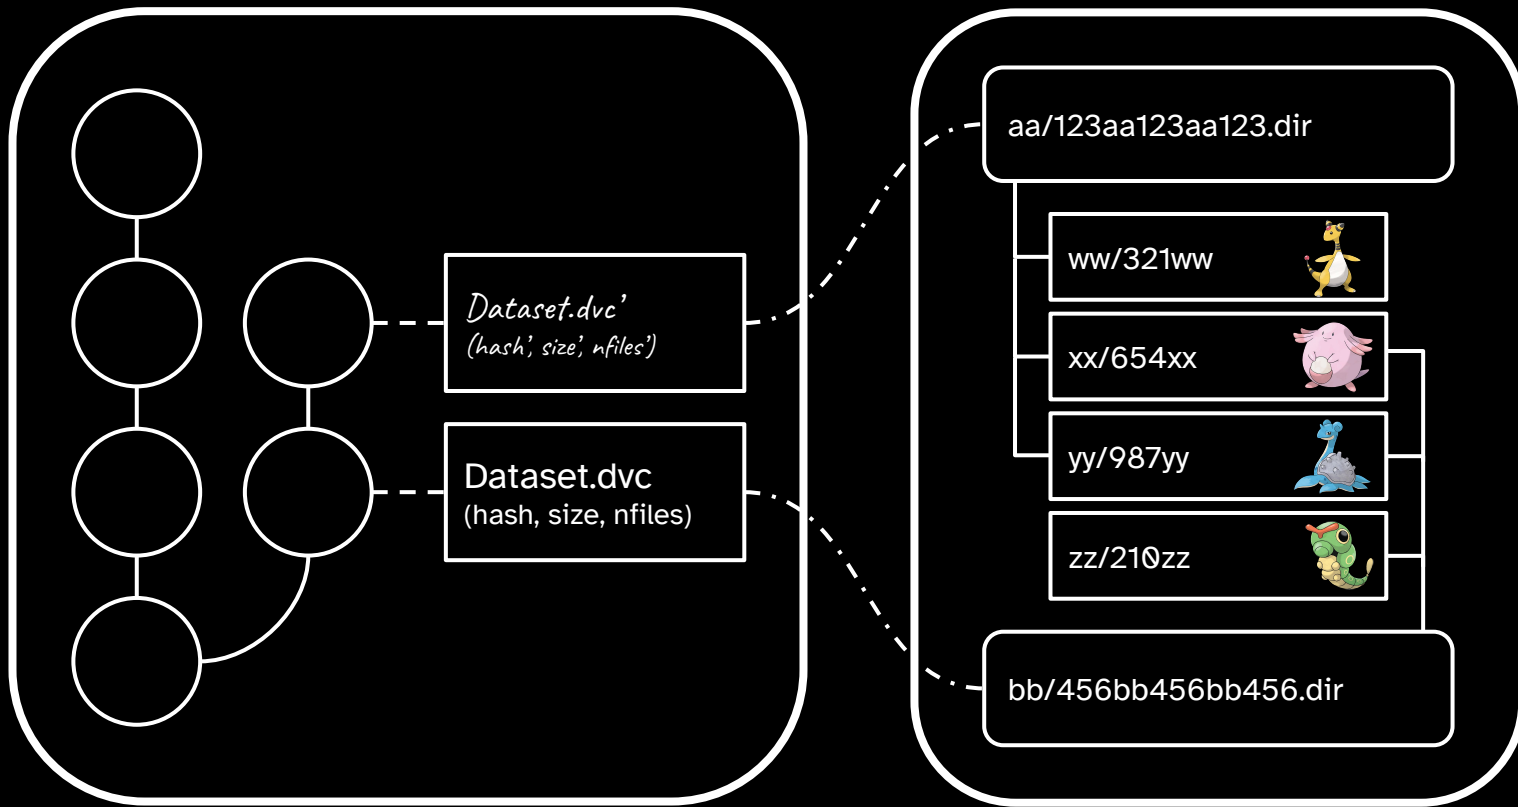 Dataset.dvc’
(hash’, size’, nfiles’)
Dataset.dvc
(hash, size, nfiles)
aa/123aa123aa123.dir
ww/321ww
xx/654xx
yy/987yy
zz/210zz
bb/456bb456bb456.dir